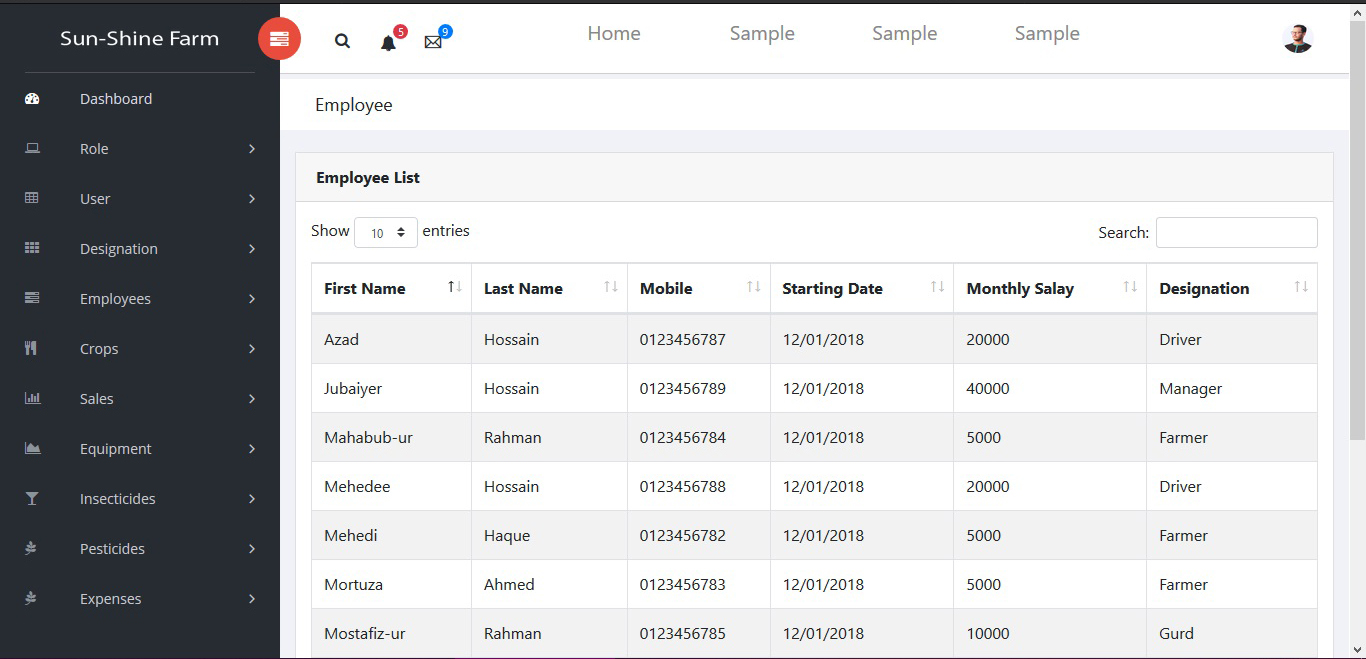 Sun-Shine Farm
5
9
Home Sample Sample Sample
Dashboard
Role
User
Designation
Employees
Crops
Sales
Equipment
Insecticides
Pesticides
Expenses
Employee
Employee List
Show 10 entries
Search:
First Name Last Name Mobile Starting Date Monthly Salay Designation
Azad Hossain 0123456787 12/01/2018 20000 Driver
Jubaiyer Hossain 0123456789 12/01/2018 40000 Manager
Mahabub-ur Rahman 0123456784 12/01/2018 5000 Farmer
Mehedee Hossain 0123456788 12/01/2018 20000 Driver
Mehedi Haque 0123456782 12/01/2018 5000 Farmer
Mortuza Ahmed 0123456783 12/01/2018 5000 Farmer
Mostafiz-ur Rahman 0123456785 12/01/2018 10000 Gurd